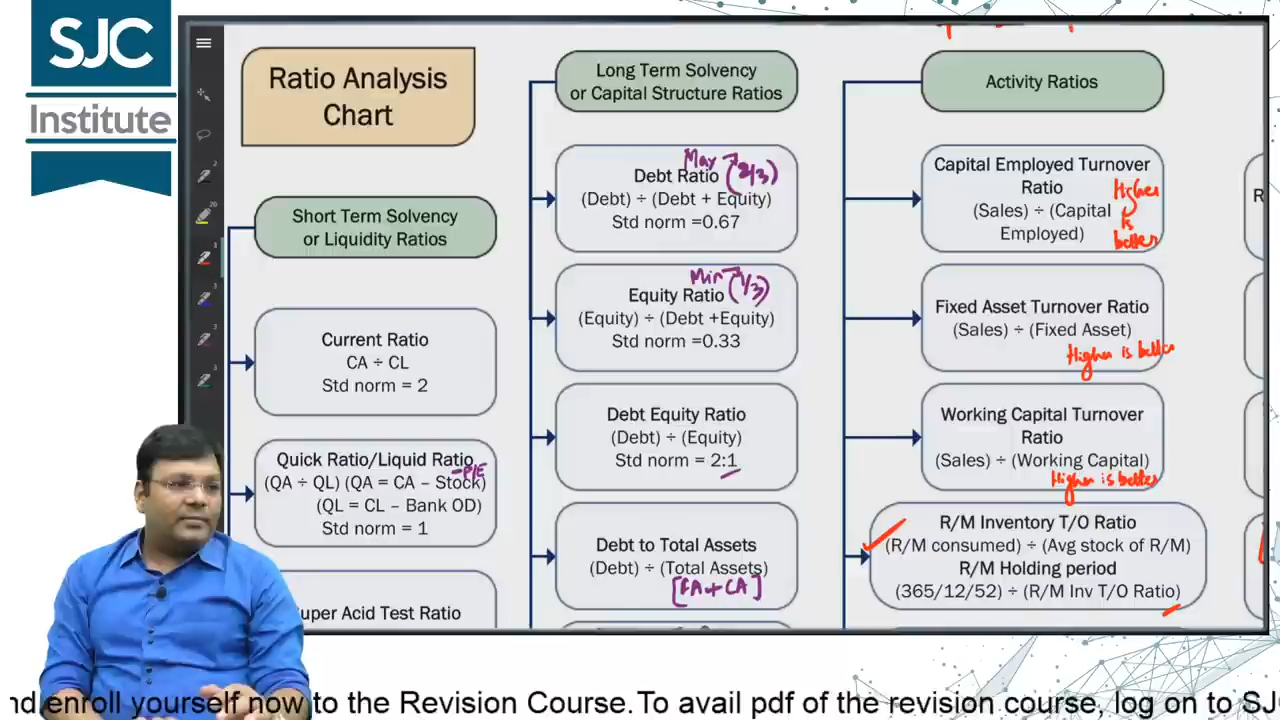 SJC
Institute
Ratio Analysis
Chart
Short Term Solvency
or Liquidity Ratios
Current Ratio
CA ÷ CL
Std norm = 2
Quick Ratio/Liquid Ratio
-P/E
(QA ÷ QL) (QA = CA – Stock)
(QL = CL – Bank OD)
Std norm = 1
uper Acid Test Ratio
Long Term Solvency
or Capital Structure Ratios
Max (2/3)
Debt Ratio
(Debt) ÷ (Debt + Equity)
Std norm =0.67
Min (1/3)
Equity Ratio
(Equity) ÷ (Debt +Equity)
Std norm =0.33
Debt Equity Ratio
(Debt) ÷ (Equity)
Std norm = 2:1
Debt to Total Assets
(Debt) ÷ (Total Assets)
[FA + CA]
Activity Ratios
Capital Employed Turnover
Ratio
(Sales) ÷ (Capital
Employed)
Higher
is
better
Fixed Asset Turnover Ratio
(Sales) ÷ (Fixed Asset)
Higher is better
Working Capital Turnover
Ratio
(Sales) ÷ (Working Capital)
Higher is better
R/M Inventory T/O Ratio
(R/M consumed) ÷ (Avg stock of R/M)
R/M Holding period
(365/12/52) ÷ (R/M Inv T/O Ratio)
R
nd enroll yourself now to the Revision Course.To avail pdf of the revision course, log on to SJ